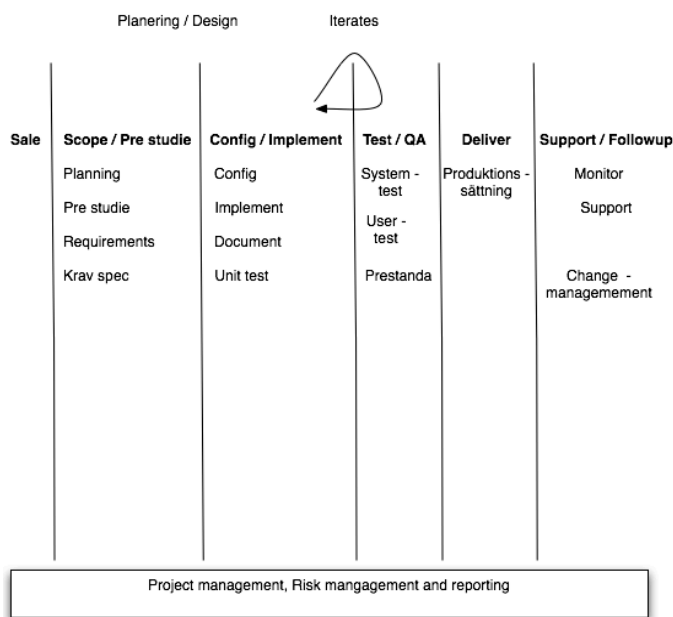 Planering / Design
Iterates
Sale
Scope / Pre studie
Config / Implement
Test / QA
Deliver
Support / Followup
Planning
Pre studie
Requirements
Krav spec
Config
Implement
Document
Unit test
System -
test
User -
test
Prestanda
Produktions -
sättning
Monitor
Support
Change -
managemement
Project management, Risk mangagement and reporting